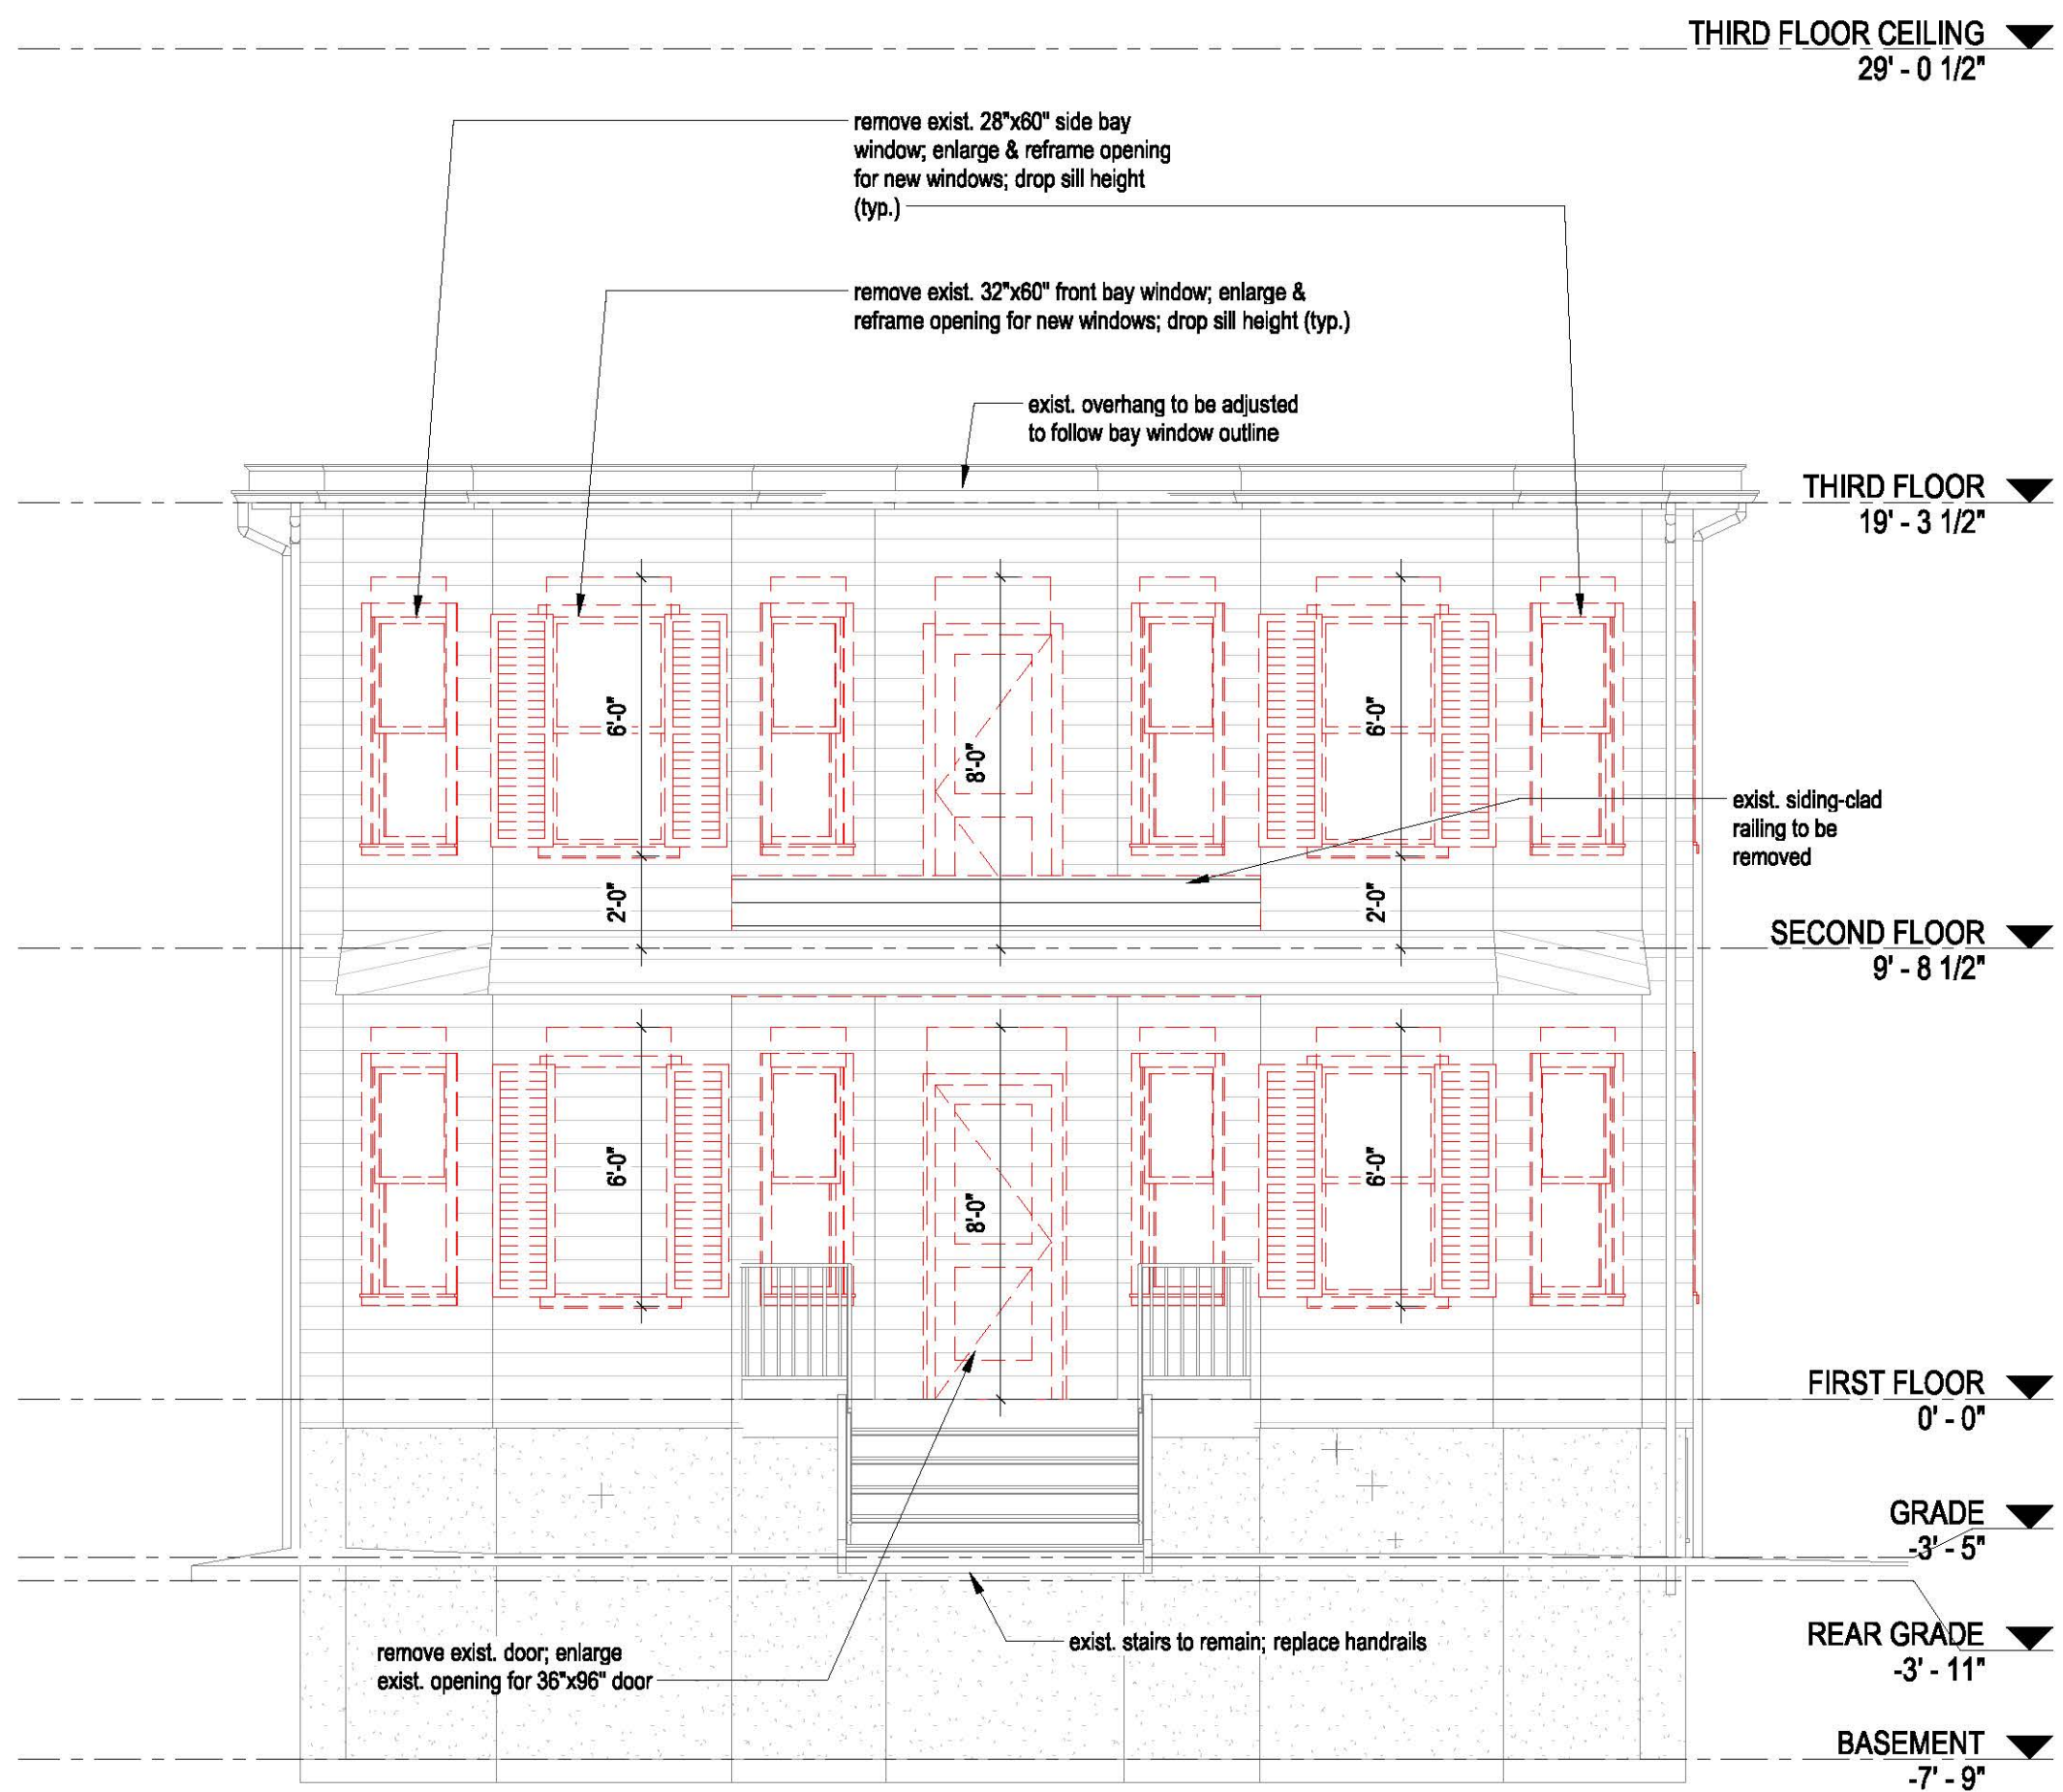 THIRD FLOOR CEILING
29' - 0 1/2"
remove exist. 28"x60" side bay
window; enlarge & reframe opening
for new windows; drop sill height
(typ.)
remove exist. 32"x60" front bay window; enlarge &
reframe opening for new windows; drop sill height (typ.)
exist. overhang to be adjusted
to follow bay window outline
THIRD FLOOR
19' - 3 1/2"
6'-0"
8'-0"
6'-0"
exist. siding-clad
railing to be
removed
2'-0"
2'-0"
SECOND FLOOR
9' - 8 1/2"
6'-0"
8'-0"
6'-0"
FIRST FLOOR
0' - 0"
GRADE
-3' - 5"
REAR GRADE
-3' - 11"
remove exist. door; enlarge
exist. opening for 36"x96" door
exist. stairs to remain; replace handrails
BASEMENT
-7' - 9"